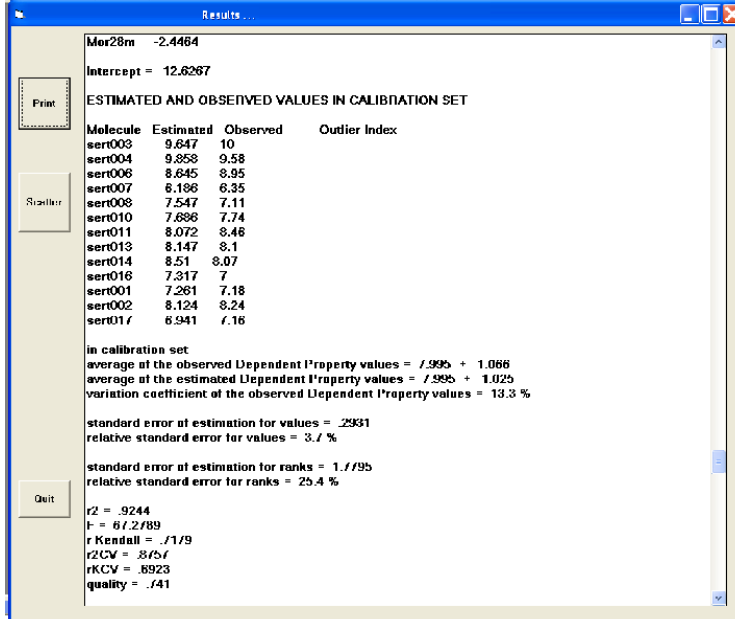 Results ...
Mor28m -2.4464
Intercept = 12.6267
Print
ESTIMATED AND OBSERVED VALUES IN CALIBRATION SET
Molecule Estimated Observed Outlier Index
sert003 9.647 10
sert004 9.858 9.58
sert006 8.645 8.95
sert007 6.186 6.35
Scatter
sert008 7.547 7.11
sert010 7.686 7.74
sert011 8.072 8.46
sert013 8.147 8.1
sert014 8.51 8.07
sert016 7.317 7
sert001 7.261 7.18
sert002 8.124 8.24
sert017 6.941 7.16
in calibration set
average of the observed Dependent Property values = 7.995 + 1.066
average of the estimated Dependent Property values = 7.995 + 1.025
variation coefficient of the observed Dependent Property values = 13.3 %
standard error of estimation for values = .2931
relative standard error for values = 3.7 %
standard error of estimation for ranks = 1.7795
relative standard error for ranks = 25.4 %
Quit
r2 = .9244
F = 67.2789
r Kendall = .7179
r2CV = .8757
rKCV = .6923
quality = .741